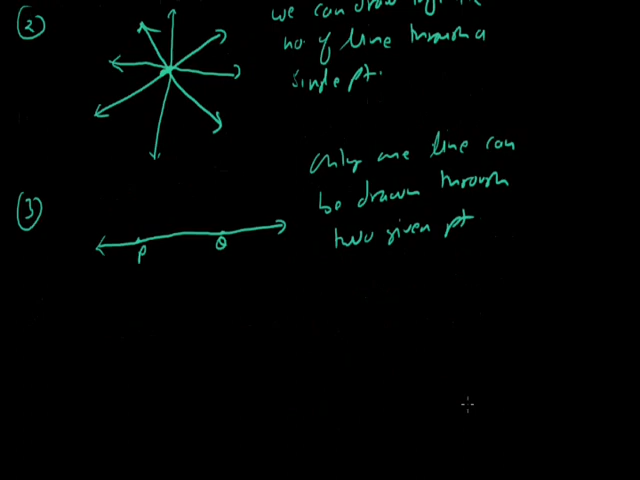 ②
we can draw
no. of line through a
single pt.
Only one line can
be drawn through
③
two given pt
P Q